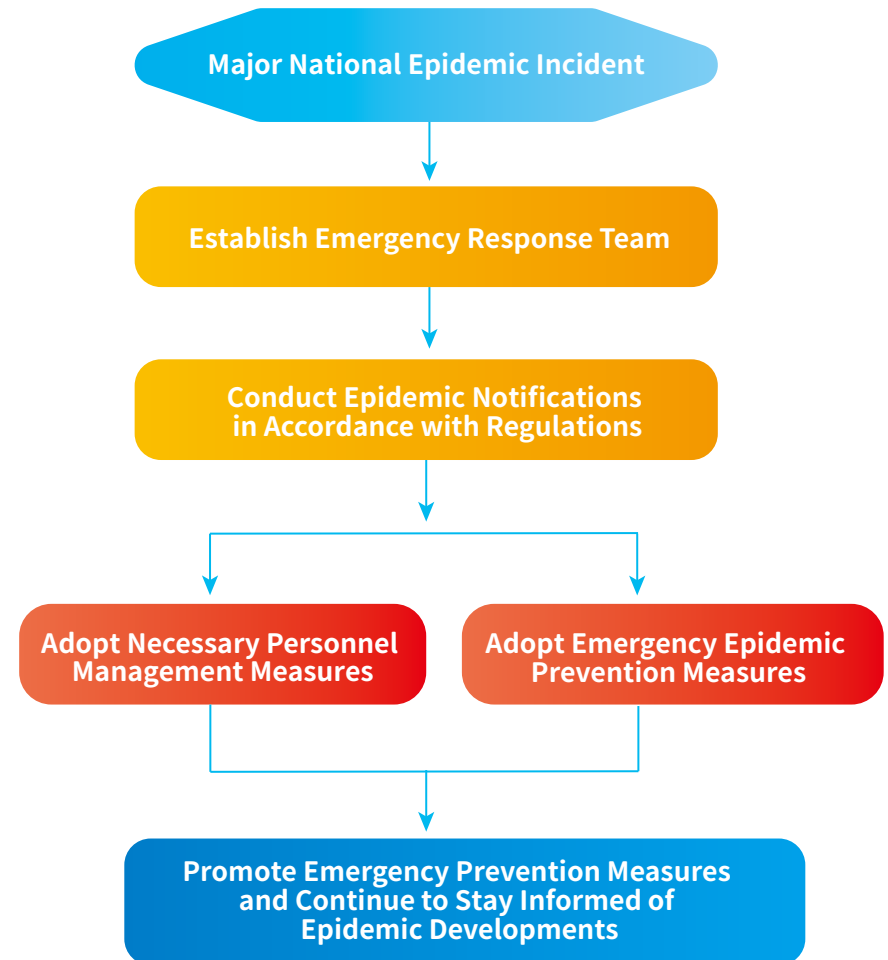 Major National Epidemic Incident
Establish Emergency Response Team
Conduct Epidemic Notifications
in Accordance with Regulations
Adopt Necessary Personnel
Management Measures
Adopt Emergency Epidemic
Prevention Measures
Promote Emergency Prevention Measures
and Continue to Stay Informed of
Epidemic Developments